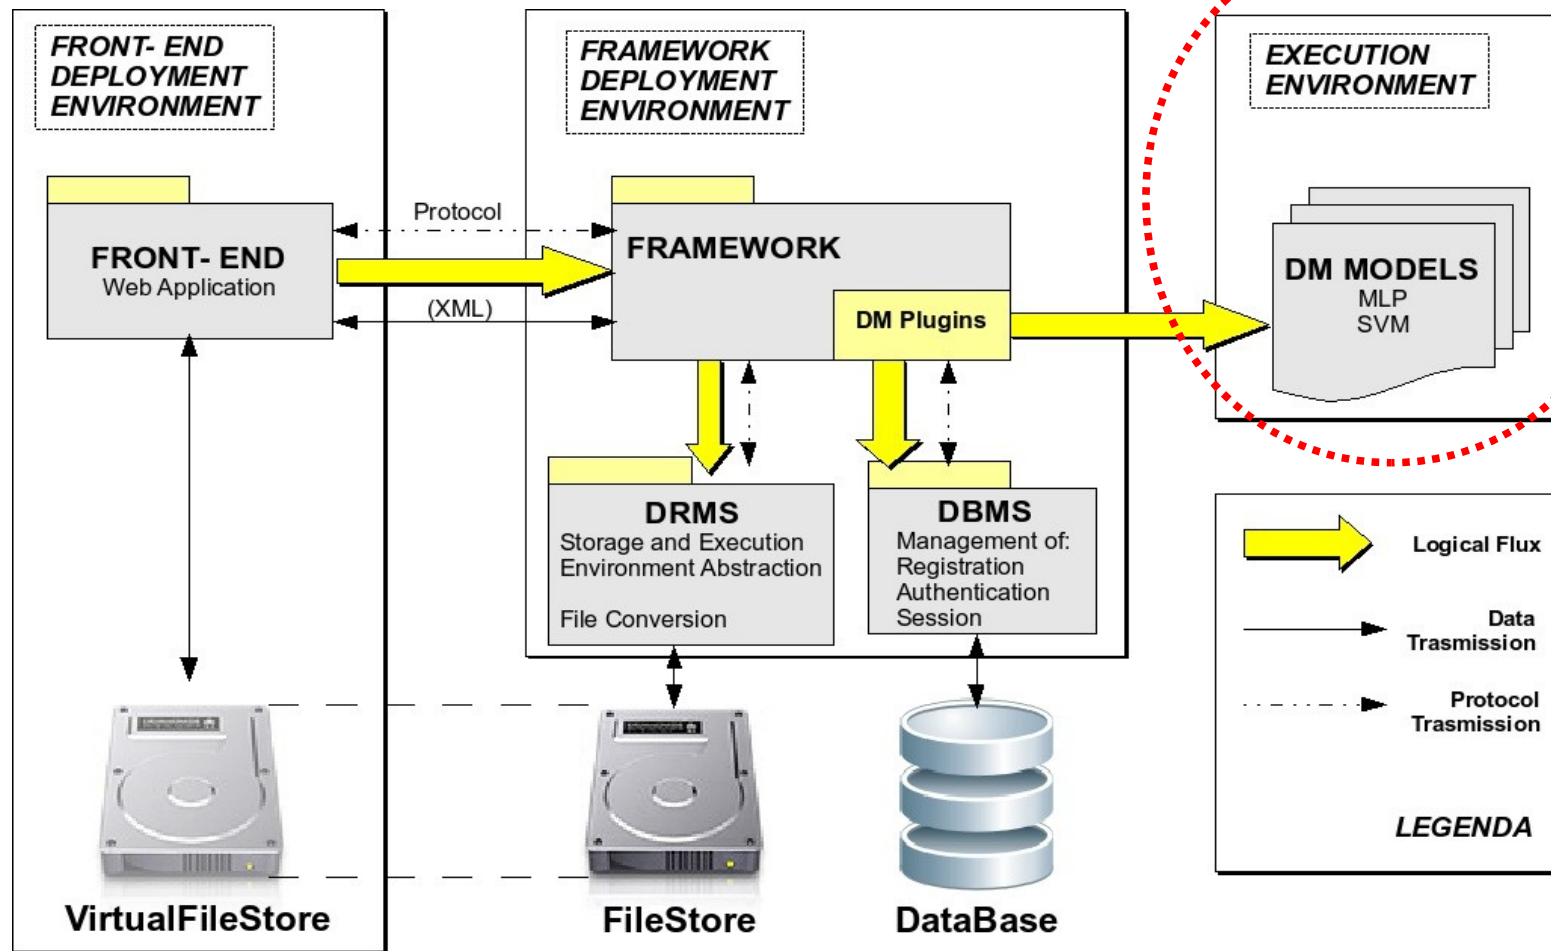 FRONT- END
DEPLOYMENT
ENVIRONMENT
FRONT- END
Web Application
VirtualFileStore
Protocol
(XML)
FRAMEWORK
DEPLOYMENT
ENVIRONMENT
FRAMEWORK
DM Plugins
DRMS
Storage and Execution
Environment Abstraction
File Conversion
DBMS
Management of:
Registration
Authentication
Session
FileStore
DataBase
EXECUTION
ENVIRONMENT
DM MODELS
MLP
SVM
Logical Flux
Data
Trasmission
Protocol
Trasmission
LEGENDA